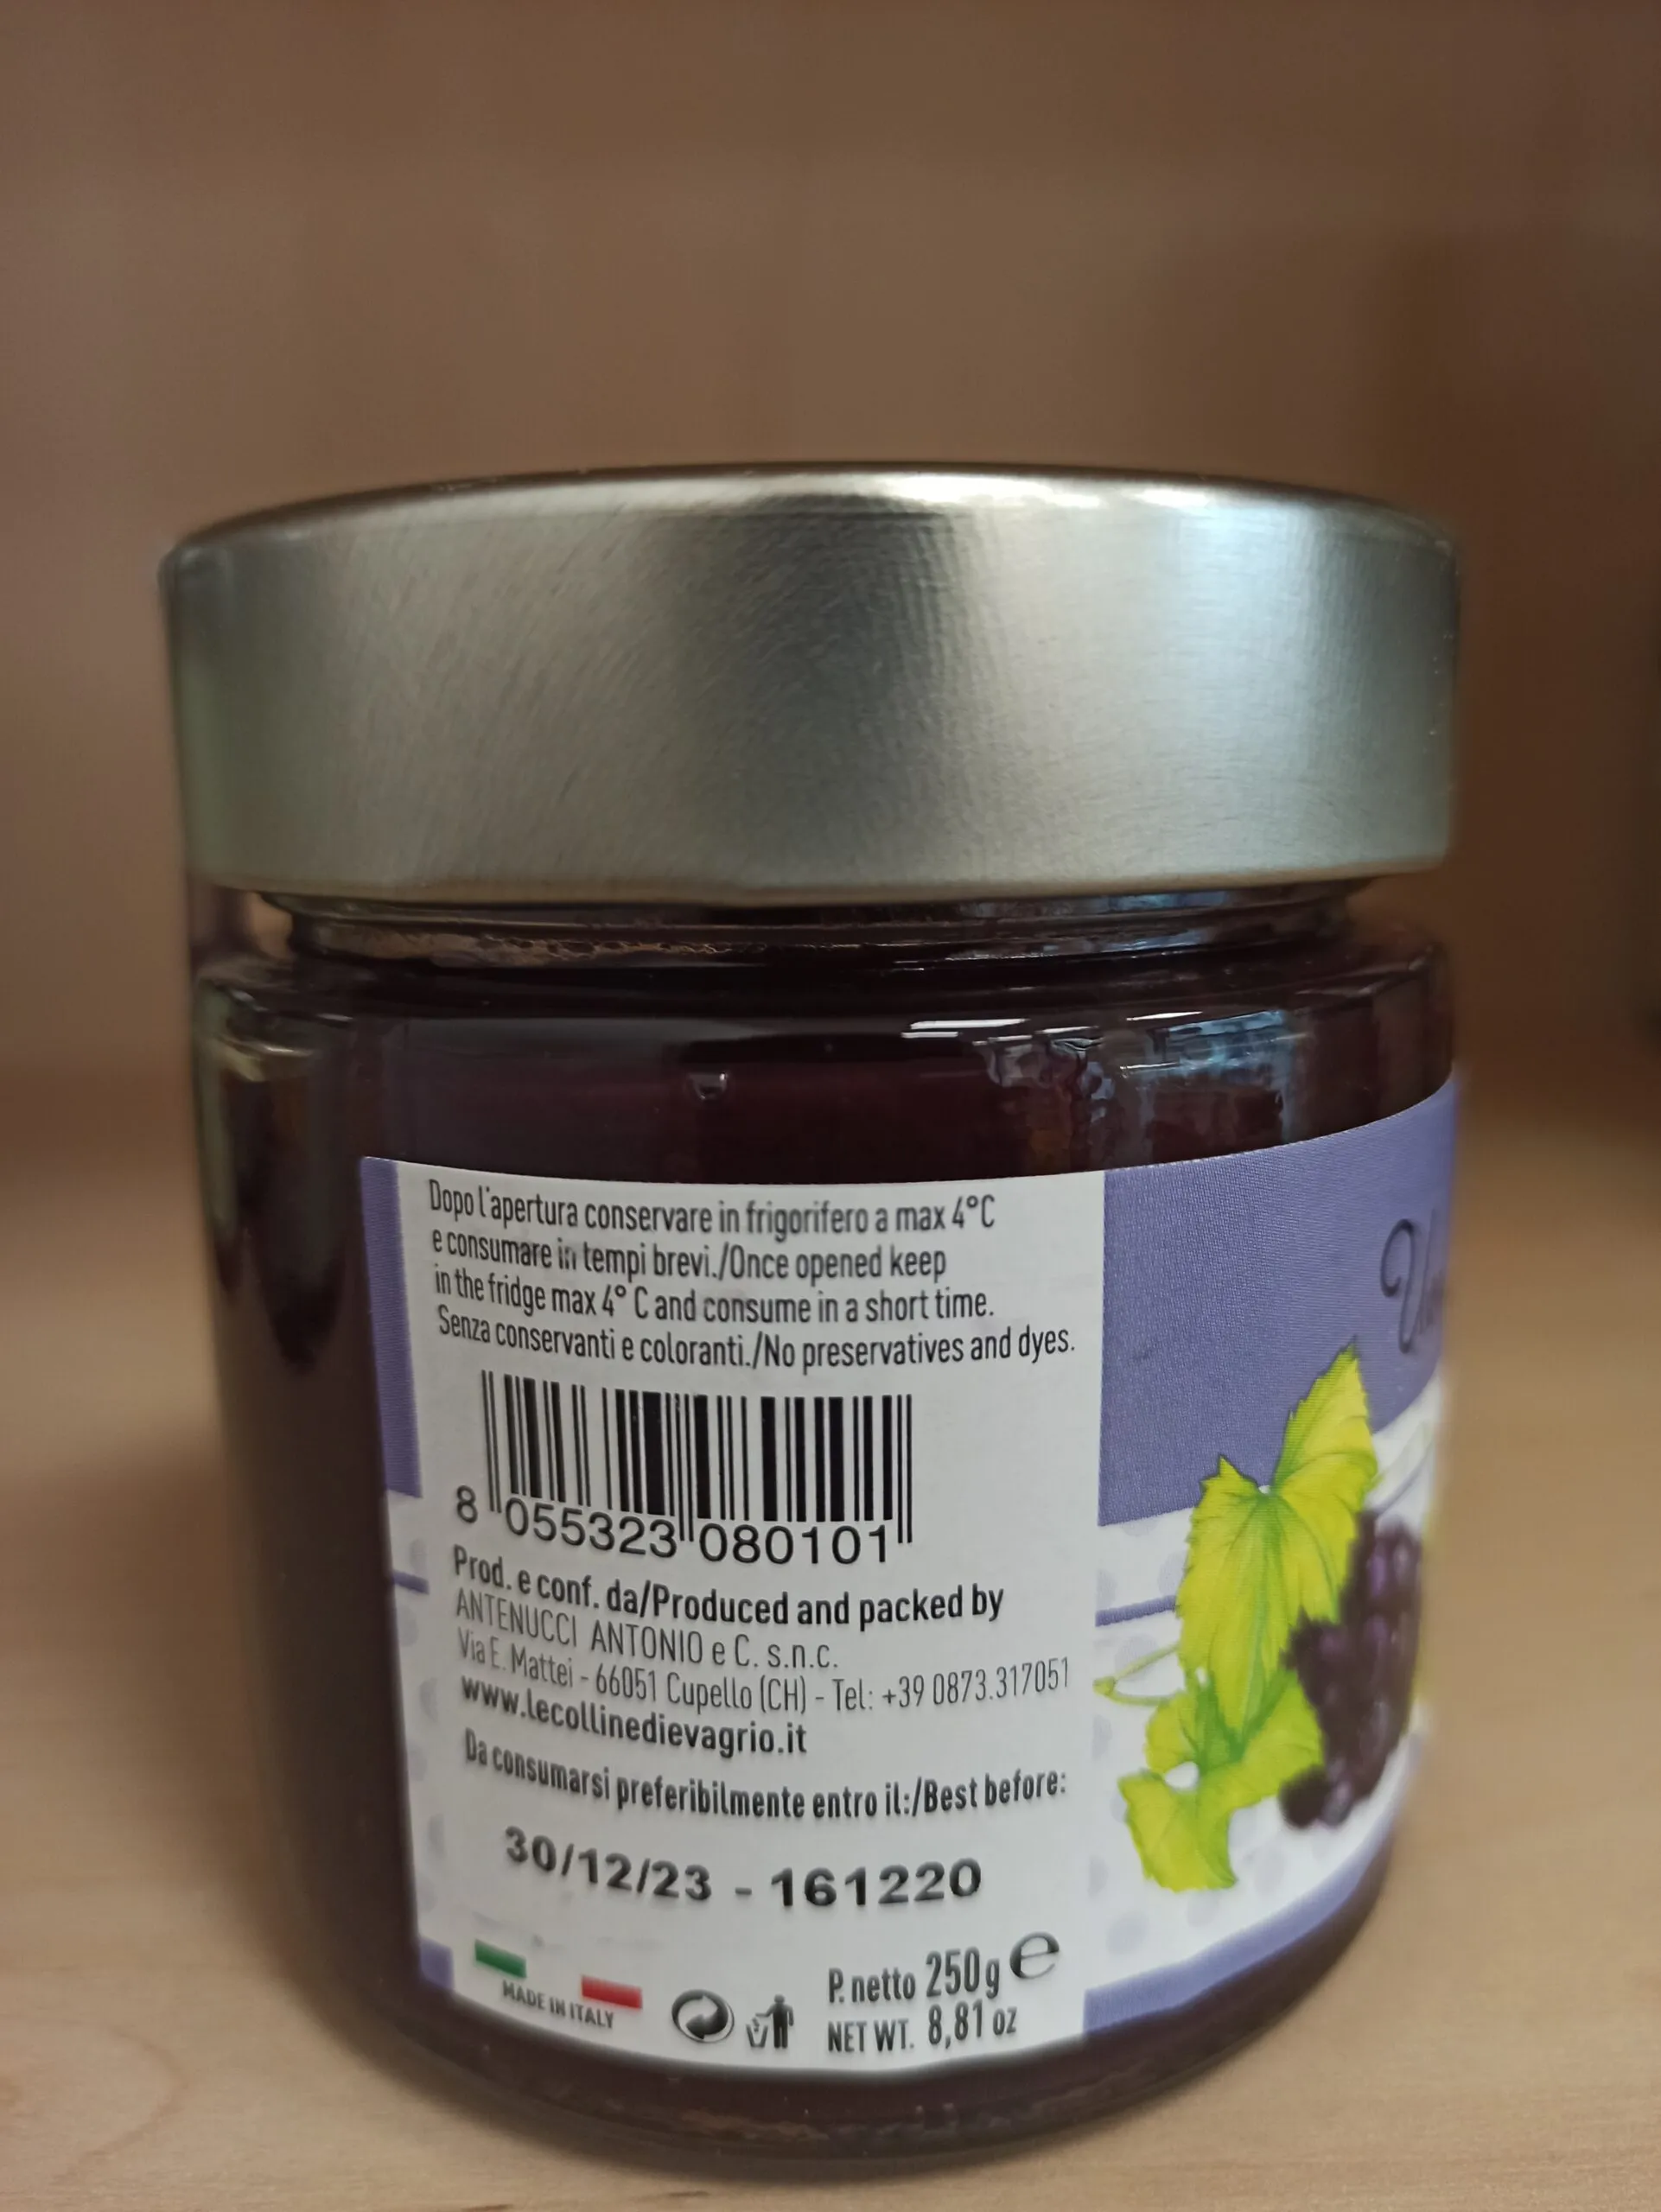 Dopo l'apertura conservare in frigorifero a max 4°C
e consumare in tempi brevi./Once opened keep
in the fridge max 4° C and consume in a short time.
Senza conservanti e coloranti./No preservatives and dyes.
8 055323 080101
Prod. e conf. da/Produced and packed by
ANTENUCCI ANTONIO e C. s.n.c.
Via E. Mattei - 66051 Cupello (CH) - Tel: +39 0873.317051
www.lecollinedievagrio.it
Da consumarsi preferibilmente entro il:/Best before:
30/12/23 - 161220
MADE IN ITALY
P. netto 250g e
NET WT. 8,81 oz